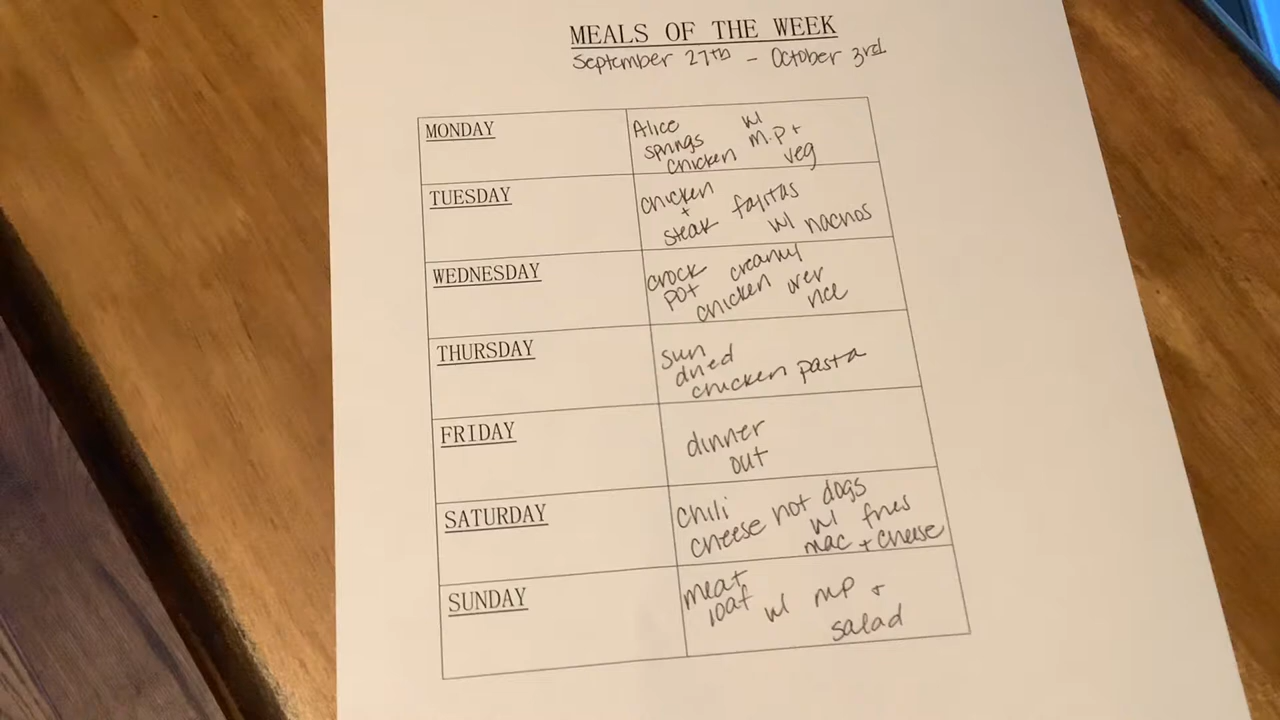 MEALS OF THE WEEK
September 27th - October 3rd
MONDAY
Alice w/
springs m.p +
chicken veg
TUESDAY
chicken
+ fajitas
steak w/ nachos
WEDNESDAY
crock creamy
pot chicken over
rice
THURSDAY
sun
dried
chicken pasta
FRIDAY
dinner
out
SATURDAY
chili
cheese hot dogs
w/ fries
mac + cheese
SUNDAY
meat
loaf w/ mp +
salad